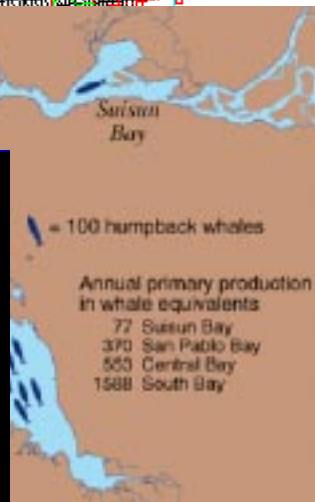 Suisun
Bay
= 100 humpback whales
Annual primary production
in whale equivalents
77 Suisun Bay
370 San Pablo Bay
553 Central Bay
1588 South Bay